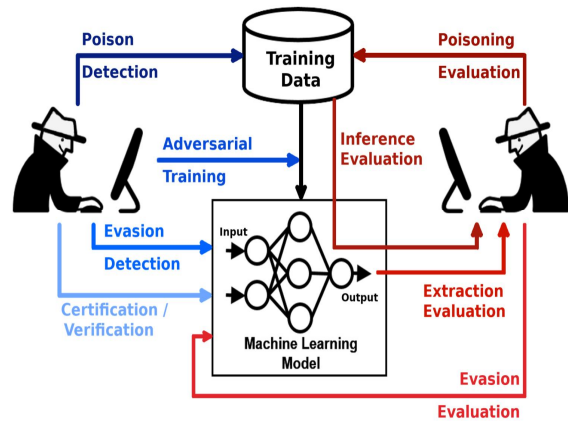 Poison
Detection
Training
Data
Poisoning
Evaluation
Adversarial
Training
Inference
Evaluation
Evasion
Detection
Input
Output
Certification /
Verification
Extraction
Evaluation
Machine Learning
Model
Evasion
Evaluation